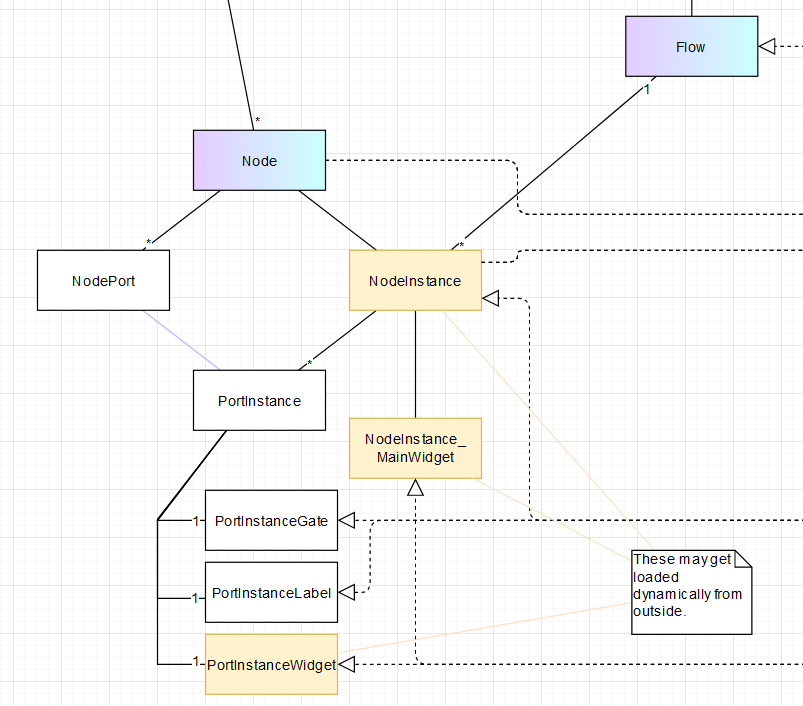 Flow
1
*
Node
*
*
NodePort
NodeInstance
*
PortInstance
NodeInstance_
MainWidget
1
PortInstanceGate
These may get
loaded
dynamically from
outside.
1
PortInstanceLabel
1
PortInstanceWidget